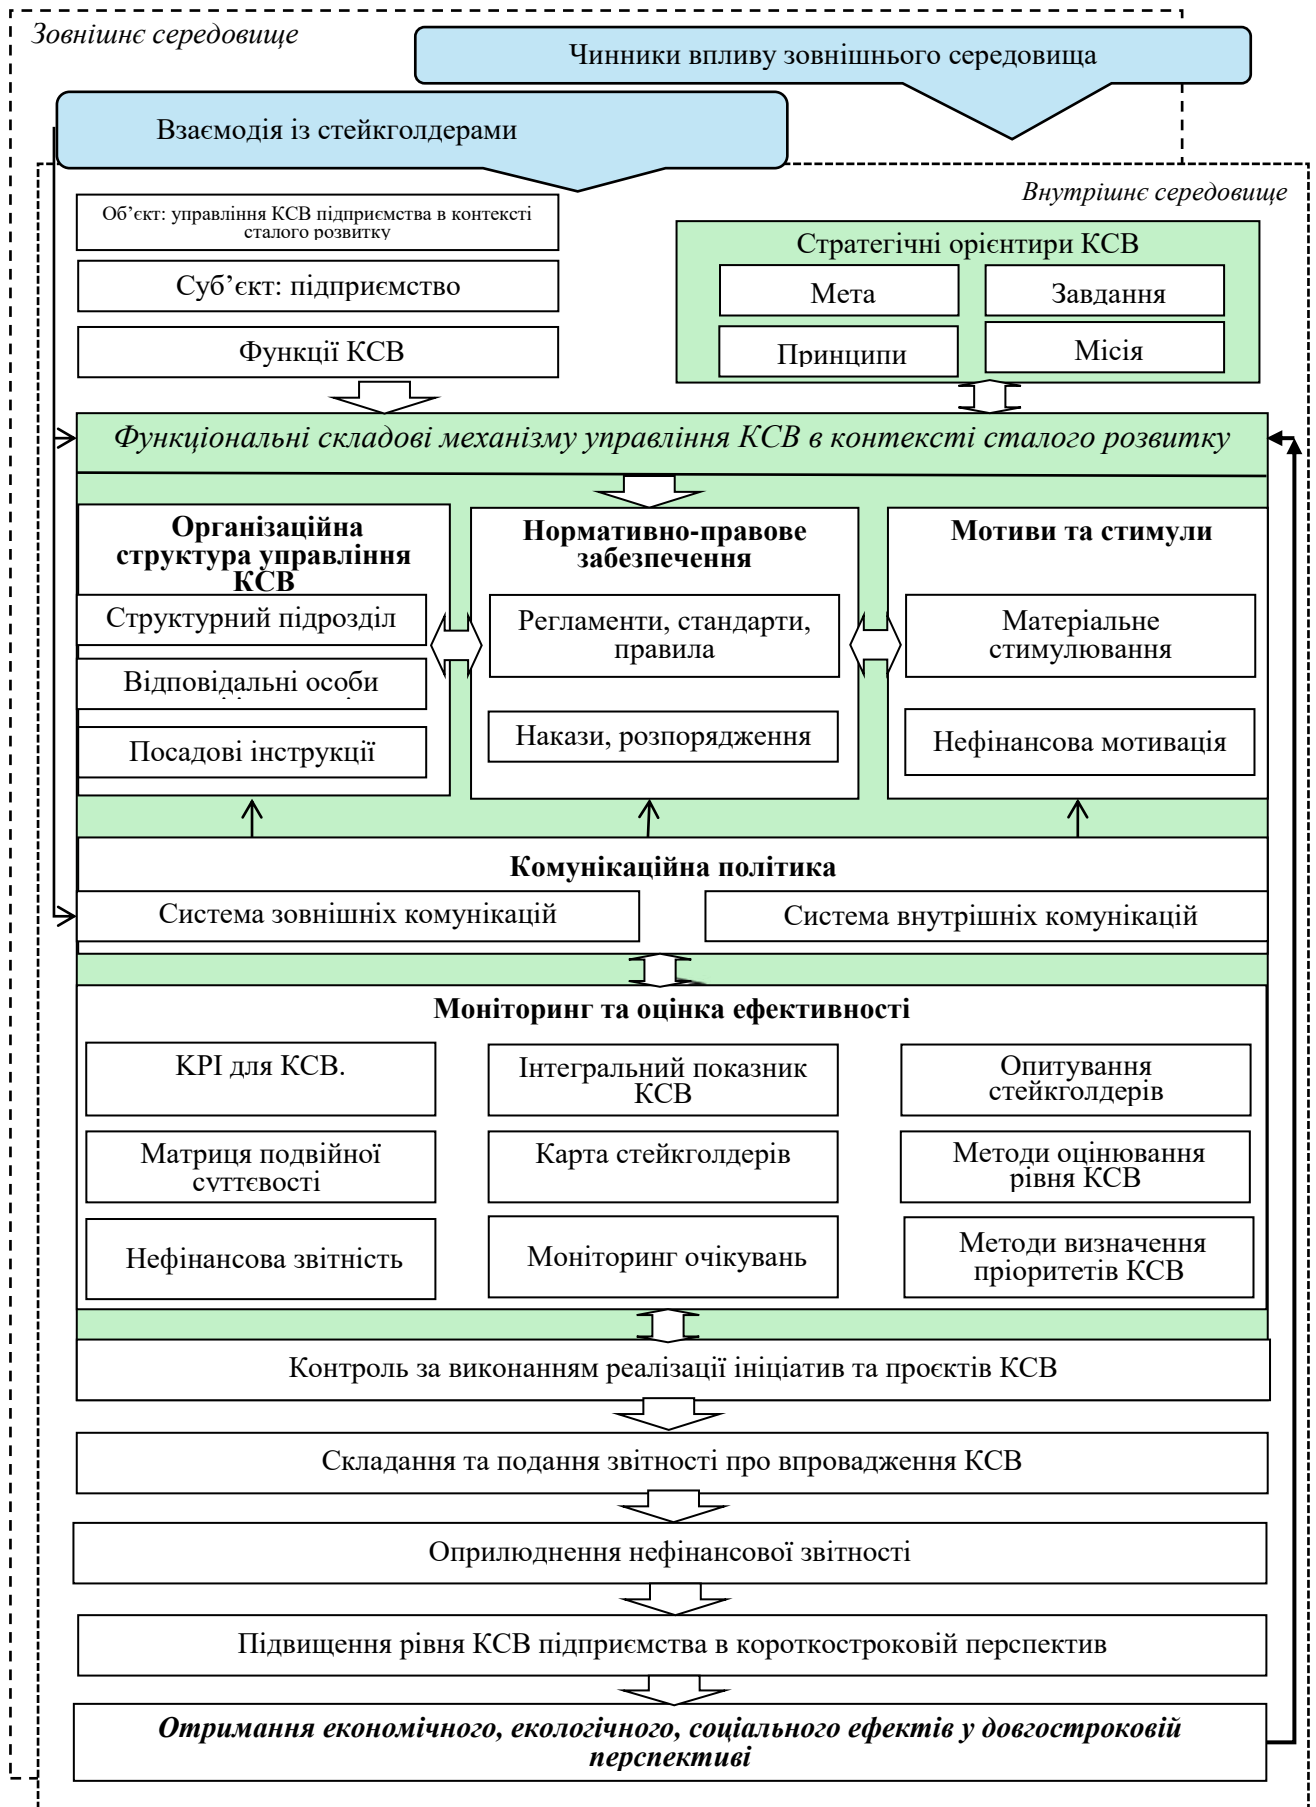 Зовнішнє середовище
Чинники впливу зовнішнього середовища
Взаємодія із стейкголдерами
Внутрішнє середовище
Об’єкт: управління КСВ підприємства в контексті
сталого розвитку
Суб’єкт: підприємство
Функції КСВ
Стратегічні орієнтири КСВ
Мета
Завдання
Принципи
Місія
Функціональні складові механізму управління КСВ в контексті сталого розвитку
Організаційна
структура управління
КСВ
Структурний підрозділ
Відповідальні особи
Посадові інструкції
Нормативно-правове
забезпечення
Регламенти, стандарти,
правила
Накази, розпорядження
Мотиви та стимули
Матеріальне
стимулювання
Нефінансова мотивація
Комунікаційна політика
Система зовнішніх комунікацій
Система внутрішніх комунікацій
Моніторинг та оцінка ефективності
KPI для КСВ.
Інтегральний показник
КСВ
Опитування
стейкголдерів
Матриця подвійної
суттєвості
Карта стейкголдерів
Методи оцінювання
рівня КСВ
Нефінансова звітність
Моніторинг очікувань
Методи визначення
пріоритетів КСВ
Контроль за виконанням реалізації ініціатив та проєктів КСВ
Складання та подання звітності про впровадження КСВ
Оприлюднення нефінансової звітності
Підвищення рівня КСВ підприємства в короткостроковій перспектив
Отримання економічного, екологічного, соціального ефектів у довгостроковій
перспективі